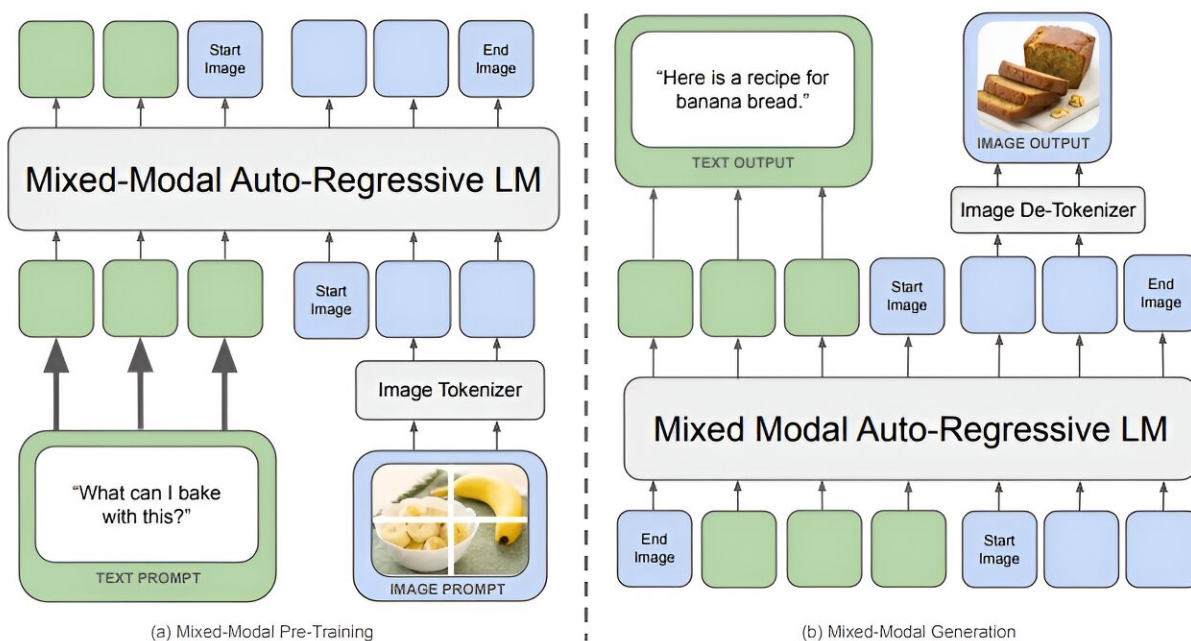 Start
Image
End
Image
Mixed-Modal Auto-Regressive LM
Start
Image
Image Tokenizer
“What can I bake
with this?”
TEXT PROMPT
IMAGE PROMPT
(a) Mixed-Modal Pre-Training
“Here is a recipe for
banana bread.”
TEXT OUTPUT
IMAGE OUTPUT
Image De-Tokenizer
Start
Image
End
Image
Mixed Modal Auto-Regressive LM
End
Image
Start
Image
(b) Mixed-Modal Generation